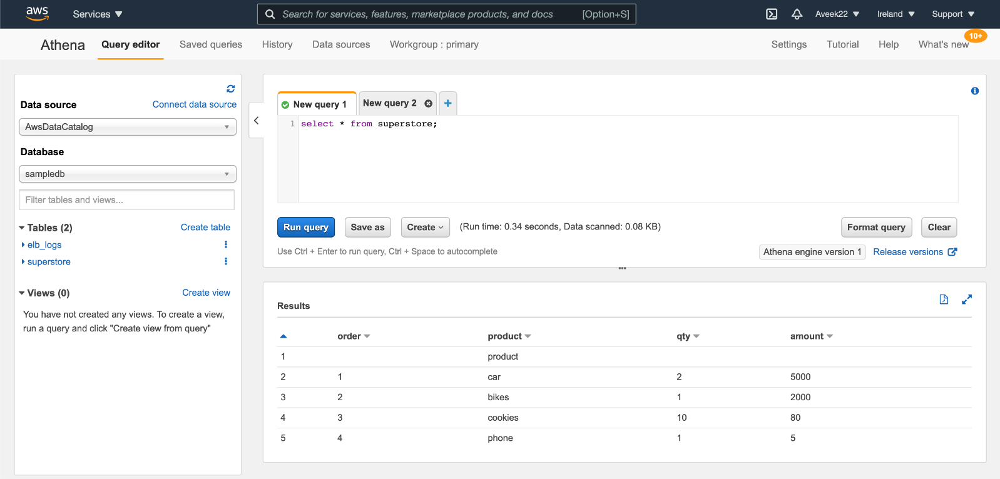 aws Services Search for services, features, marketplace products, and docs [Option+S] Aveek22 Ireland Support
Athena Query editor Saved queries History Data sources Workgroup : primary Settings Tutorial Help What's new 10+
Data source Connect data source
AwsDataCatalog
Database
sampledb
Filter tables and views...
Tables (2) Create table
elb_logs
superstore
Views (0) Create view
You have not created any views. To create a view,
run a query and click "Create view from query"
New query 1 New query 2
1 select * from superstore;
Run query Save as Create (Run time: 0.34 seconds, Data scanned: 0.08 KB) Format query Clear
Use Ctrl + Enter to run query, Ctrl + Space to autocomplete Athena engine version 1 Release versions
Results
order product qty amount
1 product
2 1 car 2 5000
3 2 bikes 1 2000
4 3 cookies 10 80
5 4 phone 1 5